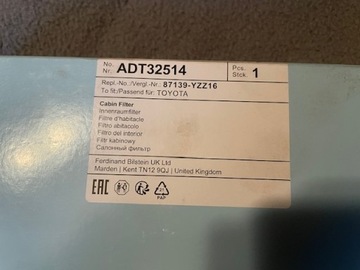 No.
Nr. ADT32514
Pcs.
Stck. 1
Repl.-No./Vergl.-Nr. 87139-YZZ16
To fit:/Passend für: TOYOTA
Cabin Filter
Innenraumfilter
Filtre d'habitacle
Filtro abitacolo
Filtro del interior
Filtr kabinowy
Салонный фильтр
Ferdinand Bilstein UK Ltd
Marden | Kent TN12 9QJ | United Kingdom
EAC
PAP